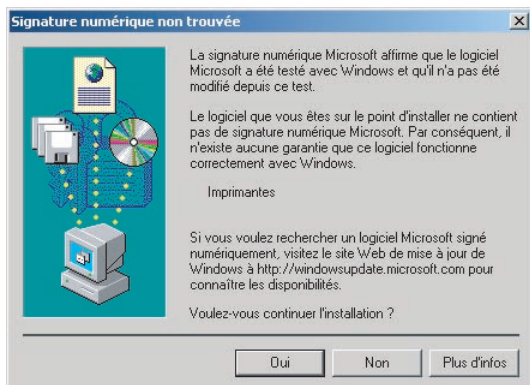 Signature numérique non trouvée
La signature numérique Microsoft affirme que le logiciel
Microsoft a été testé avec Windows et qu'il n'a pas été
modifié depuis ce test.
Le logiciel que vous êtes sur le point d'installer ne contient
pas de signature numérique Microsoft. Par conséquent, il
n'existe aucune garantie que ce logiciel fonctionne
correctement avec Windows.
Imprimantes
Si vous voulez rechercher un logiciel Microsoft signé
numériquement, visitez le site Web de mise à jour de
Windows à http://windowsupdate.microsoft.com pour
connaître les disponibilités.
Voulez-vous continuer l'installation ?
Oui
Non
Plus d'infos